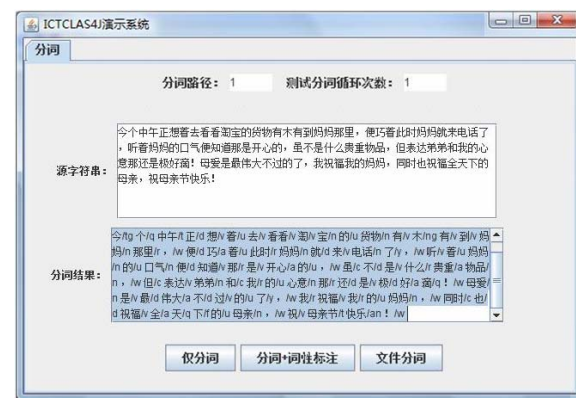 ICTCLAS4J演示系统
分词
分词路径： 1 测试分词循环次数： 1
今个中午正想着去看看淘宝的货物有木有到妈妈那里，便巧着此时妈妈就来电话了
，听着妈妈的口气便知道那是开心的，虽不是什么贵重物品，但表达弟弟和我的心
意那还是极好滴！母爱是最伟大不过的了，我祝福我的妈妈，同时也祝福全天下的
母亲，祝母亲节快乐！
源字符串：
今/tg 个/q 中午/t 正/d 想/v 着/u 去/v 看看/v 淘/v 宝/n 的/u 货物/n 有/v 木/ng 有/v 到/v 妈
妈/n 那里/r ，/w 便/d 巧/a 着/u 此时/r 妈妈/n 就/d 来/v 电话/n 了/y ，/w 听/v 着/u 妈妈
/n 的/u 口气/n 便/d 知道/v 那/r 是/v 开心/a 的/u ，/w 虽/c 不/d 是/v 什么/r 贵重/a 物品/
n ，/w 但/c 表达/v 弟弟/n 和/c 我/r 的/u 心意/n 那/r 还/d 是/v 极/d 好/a 滴/q ！/w 母爱/
n 是/v 最/d 伟大/a 不/d 过/v 的/u 了/y ，/w 我/r 祝福/v 我/r 的/u 妈妈/n ，/w 同时/c 也/
d 祝福/v 全/a 天/q 下/f 的/u 母亲/n ，/w 祝/v 母亲节/t 快乐/an ！/w
分词结果：
仅分词 分词+词性标注 文件分词